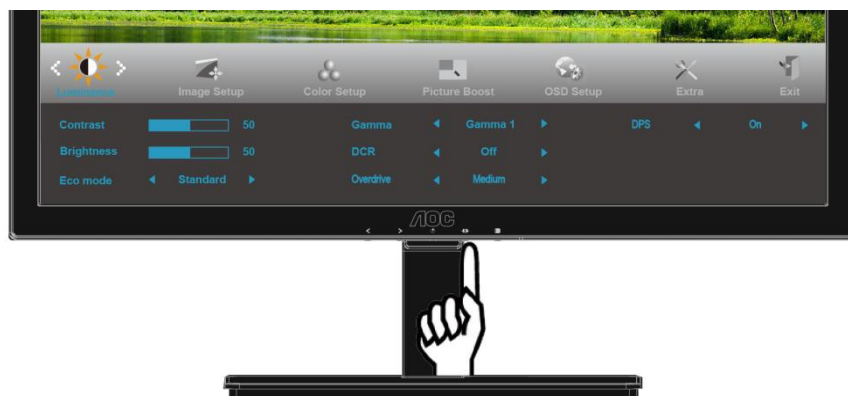 Luminance
Image Setup
Color Setup
Picture Boost
OSD Setup
Extra
Exit
Contrast 50 Gamma Gamma 1 DPS On
Brightness 50 DCR Off
Eco mode Standard Overdrive Medium
AOC